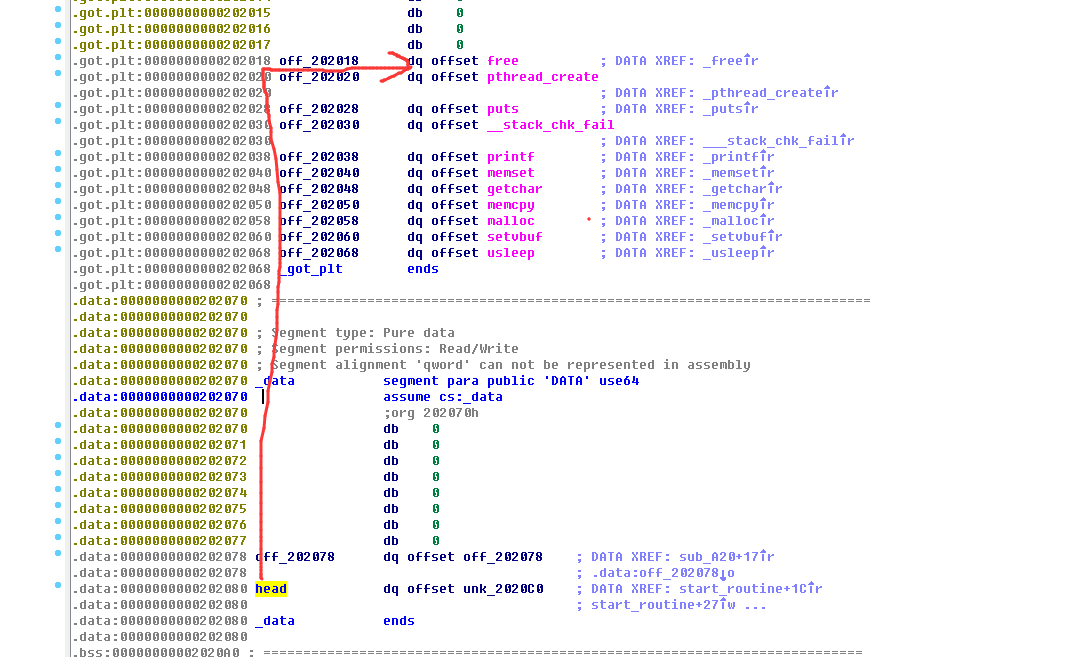 .got.plt:0000000000202015 db 0
.got.plt:0000000000202016 db 0
.got.plt:0000000000202017 db 0
.got.plt:0000000000202018 off_202018 dq offset free ; DATA XREF: _free↑r
.got.plt:0000000000202020 off_202020 dq offset pthread_create
.got.plt:0000000000202020 ; DATA XREF: _pthread_create↑r
.got.plt:0000000000202028 off_202028 dq offset puts ; DATA XREF: _puts↑r
.got.plt:0000000000202030 off_202030 dq offset __stack_chk_fail
.got.plt:0000000000202030 ; DATA XREF: ___stack_chk_fail↑r
.got.plt:0000000000202038 off_202038 dq offset printf ; DATA XREF: _printf↑r
.got.plt:0000000000202040 off_202040 dq offset memset ; DATA XREF: _memset↑r
.got.plt:0000000000202048 off_202048 dq offset getchar ; DATA XREF: _getchar↑r
.got.plt:0000000000202050 off_202050 dq offset memcpy ; DATA XREF: _memcpy↑r
.got.plt:0000000000202058 off_202058 dq offset malloc ; DATA XREF: _malloc↑r
.got.plt:0000000000202060 off_202060 dq offset setvbuf ; DATA XREF: _setvbuf↑r
.got.plt:0000000000202068 off_202068 dq offset usleep ; DATA XREF: _usleep↑r
.got.plt:0000000000202068 _got_plt ends
.got.plt:0000000000202068
.data:0000000000202070 ; ===========================================================================
.data:0000000000202070
.data:0000000000202070 ; Segment type: Pure data
.data:0000000000202070 ; Segment permissions: Read/Write
.data:0000000000202070 ; Segment alignment 'qword' can not be represented in assembly
.data:0000000000202070 _data segment para public 'DATA' use64
.data:0000000000202070 assume cs:_data
.data:0000000000202070 ;org 202070h
.data:0000000000202070 db 0
.data:0000000000202071 db 0
.data:0000000000202072 db 0
.data:0000000000202073 db 0
.data:0000000000202074 db 0
.data:0000000000202075 db 0
.data:0000000000202076 db 0
.data:0000000000202077 db 0
.data:0000000000202078 off_202078 dq offset off_202078 ; DATA XREF: sub_A20+17↑r
.data:0000000000202078 ; .data:off_202078↓o
.data:0000000000202080 head dq offset unk_2020C0 ; DATA XREF: start_routine+1C↑r
.data:0000000000202080 ; start_routine+27↑w ...
.data:0000000000202080 _data ends
.data:0000000000202080
.bss:00000000002020A0 ; ===========================================================================